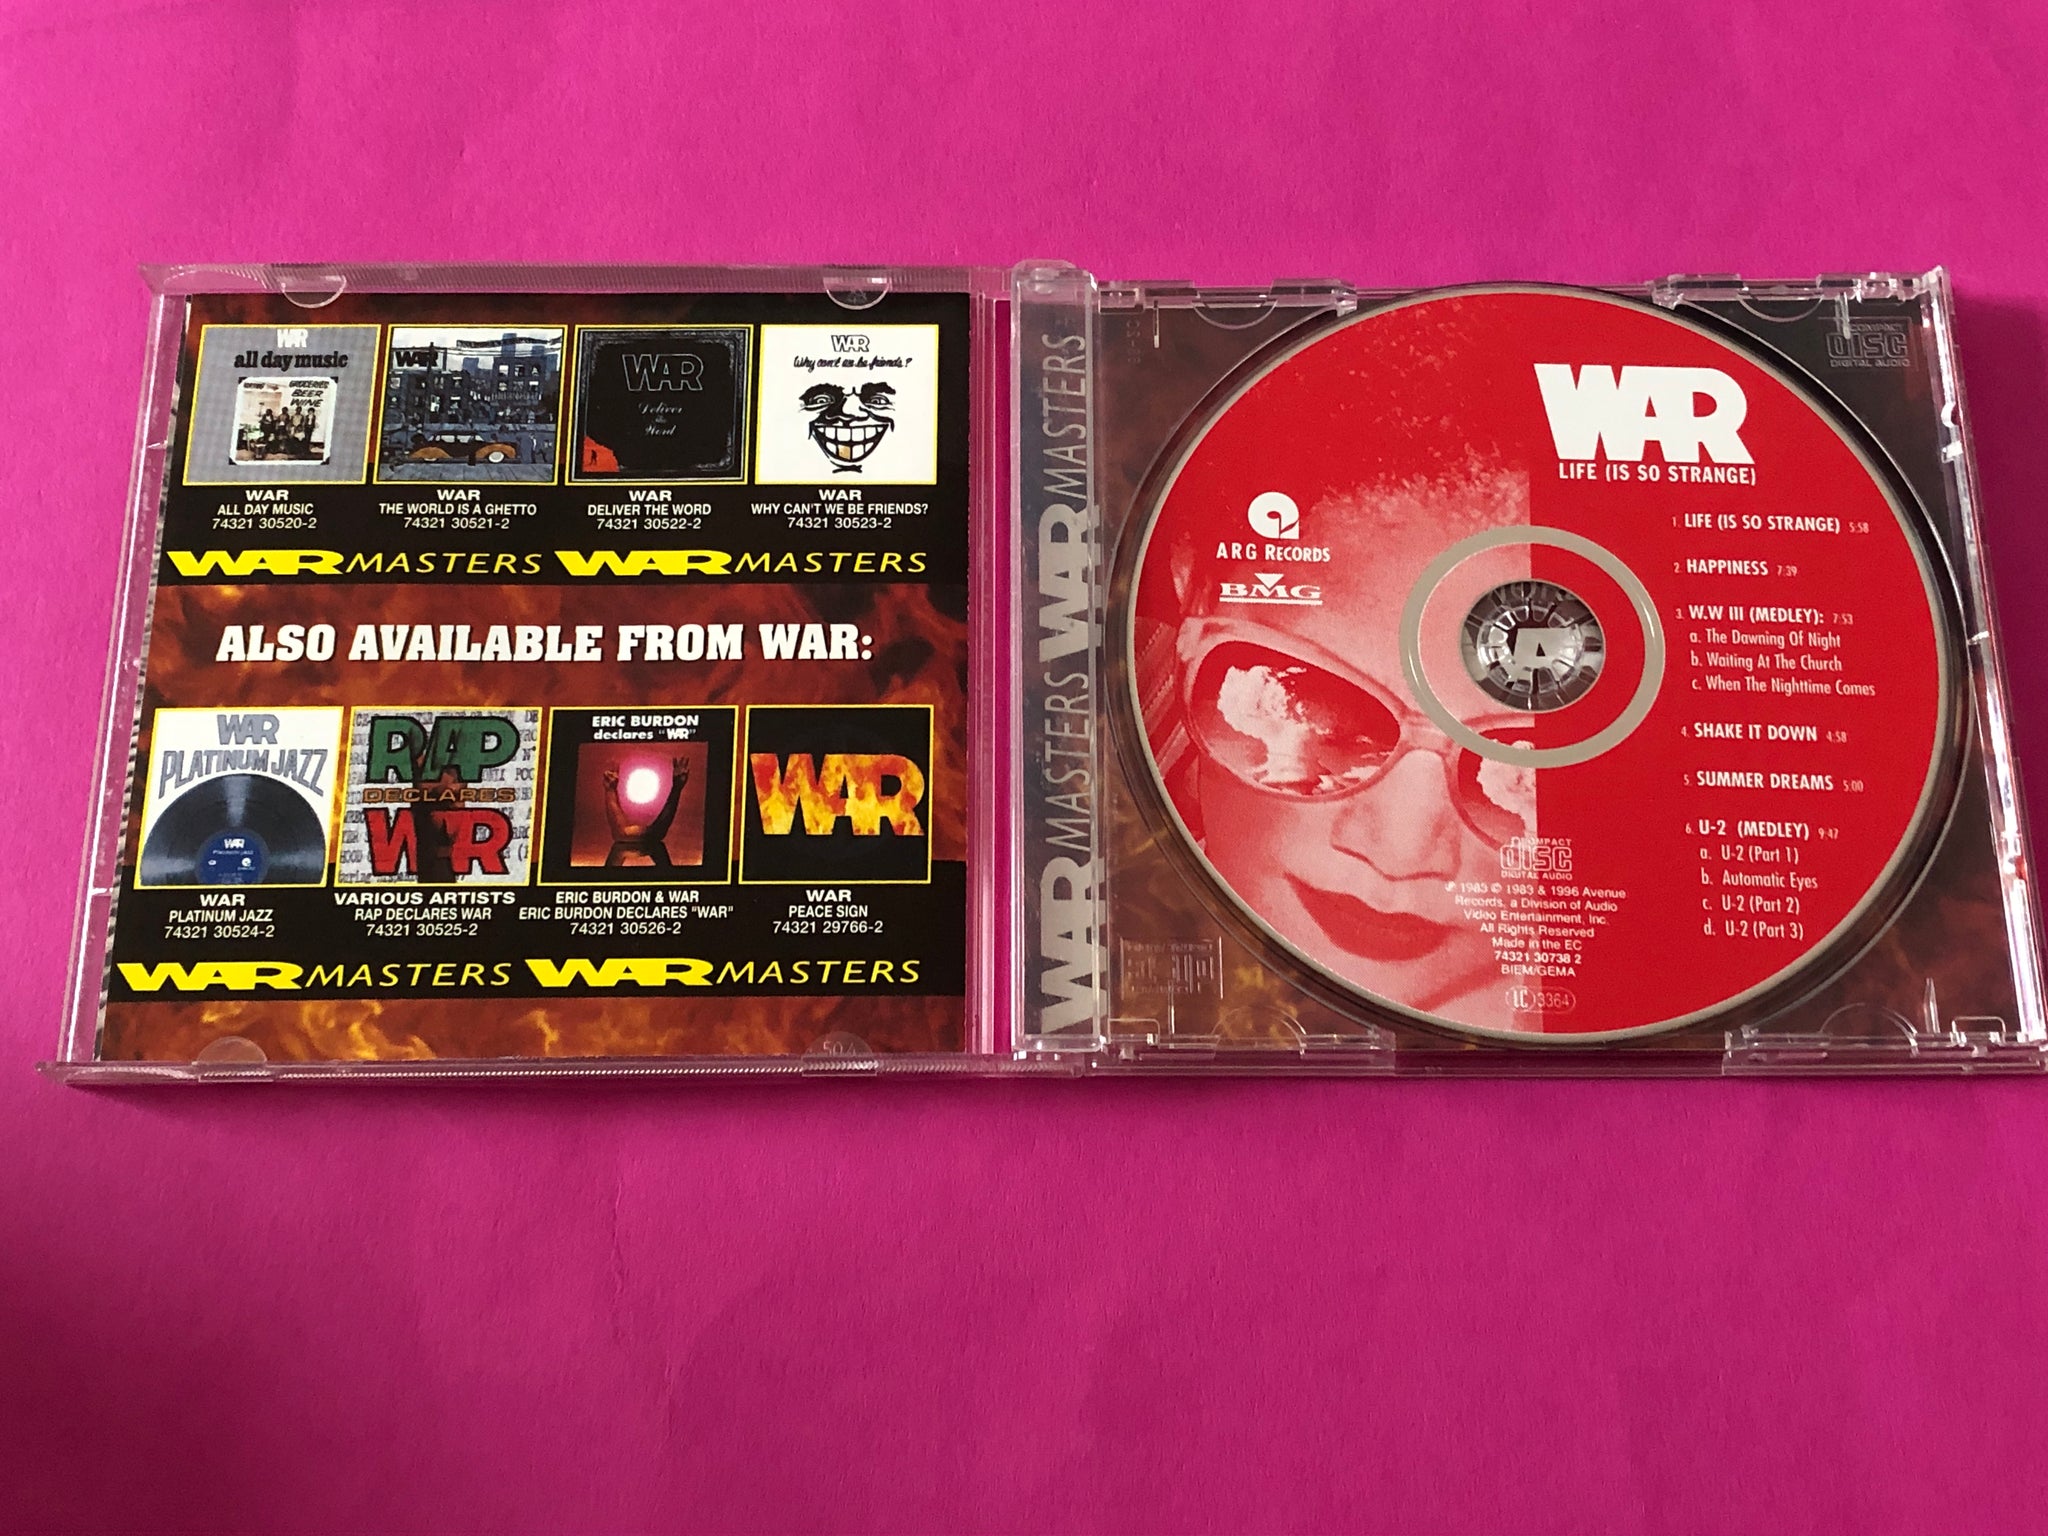 WAR
all day music
GROCERIES
BEER
WINE
WAR
WAR
Deliver
the
Word
WAR
Why can't we be friends?
WAR
ALL DAY MUSIC
74321 30520-2
WAR
THE WORLD IS A GHETTO
74321 30521-2
WAR
DELIVER THE WORD
74321 30522-2
WAR
WHY CAN'T WE BE FRIENDS?
74321 30523-2
WARMASTERS WARMASTERS
ALSO AVAILABLE FROM WAR:
WAR
PLATINUM JAZZ
WAR
RAP
DECLARES
WAR
ERIC BURDON
declares "WAR"
WAR
WAR
PLATINUM JAZZ
74321 30524-2
VARIOUS ARTISTS
RAP DECLARES WAR
74321 30525-2
ERIC BURDON & WAR
ERIC BURDON DECLARES "WAR"
74321 30526-2
WAR
PEACE SIGN
74321 29766-2
WARMASTERS WARMASTERS
WARMASTERS WARMASTERS
COMPACT
disc
DIGITAL AUDIO
WAR
LIFE (IS SO STRANGE)
a
ARG RECORDS
BMG
1. LIFE (IS SO STRANGE) 5:58
2. HAPPINESS 7:39
3. W.W III (MEDLEY): 7:53
a. The Dawning Of Night
b. Waiting At The Church
c. When The Nighttime Comes
4. SHAKE IT DOWN 4:58
5. SUMMER DREAMS 5:00
6. U-2 (MEDLEY) 9:47
a. U-2 (Part 1)
b. Automatic Eyes
c. U-2 (Part 2)
d. U-2 (Part 3)
COMPACT
disc
DIGITAL AUDIO
℗ 1983 © 1983 & 1996 Avenue
Records, a Division of Audio
Video Entertainment, Inc.
All Rights Reserved
Made in the EC
74321 30738 2
BIEM/GEMA
LC 3364